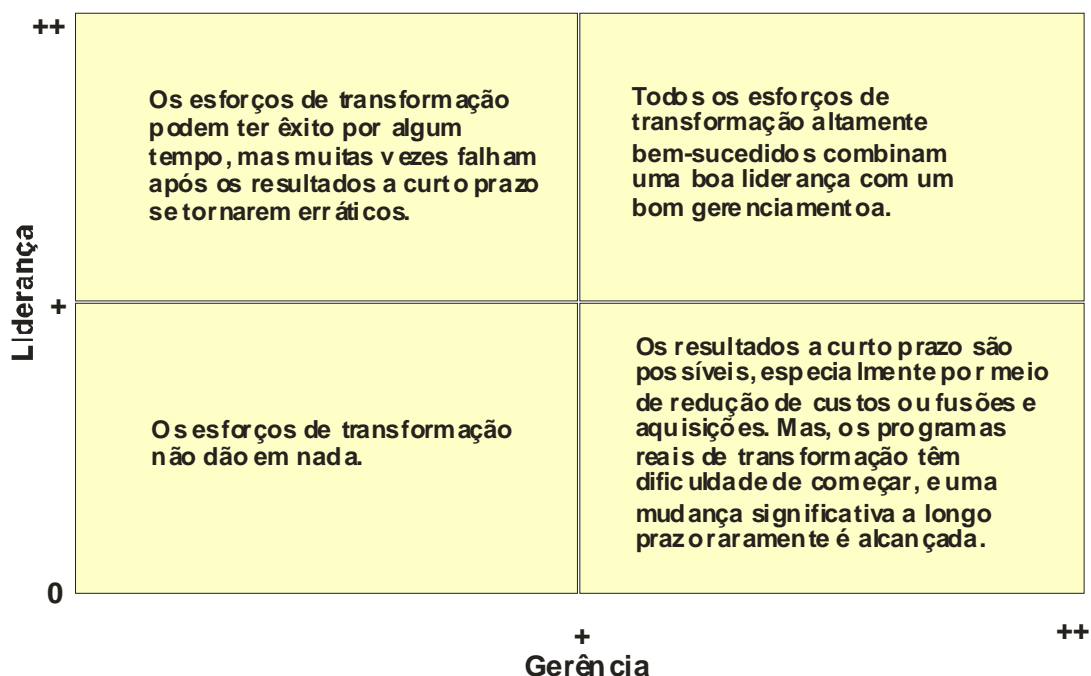 ++
Os esforços de transformação
podem ter êxito por algum
tempo, mas muitas vezes falham
após os resultados a curto prazo
se tornarem erráticos.
Todos os esforços de
transformação altamente
bem-sucedidos combinam
uma boa liderança com um
bom gerenciamentoa.
Liderança
+
Os esforços de transformação
não dão em nada.
Os resultados a curto prazo são
possíveis, especialmente por meio
de redução de custos ou fusões e
aquisições. Mas, os programas
reais de transformação têm
dificuldade de começar, e uma
mudança significativa a longo
prazo raramente é alcançada.
0
+
++
Gerência